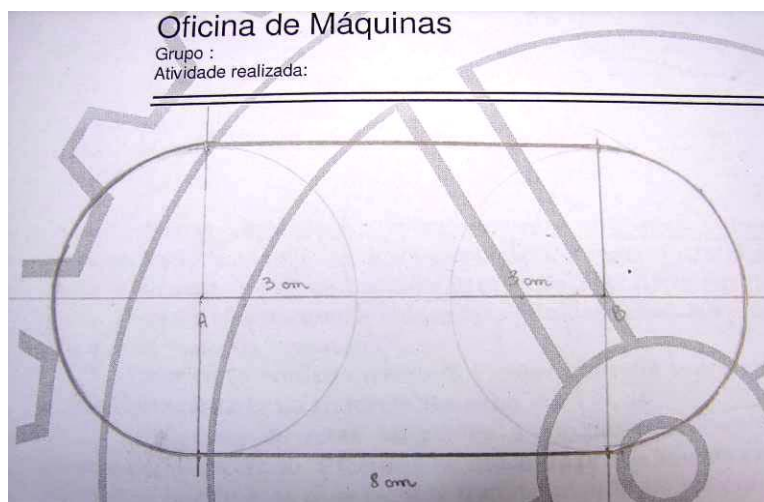 Oficina de Máquinas
Grupo :
Atividade realizada:
3 cm
3 cm
A
B
8 cm